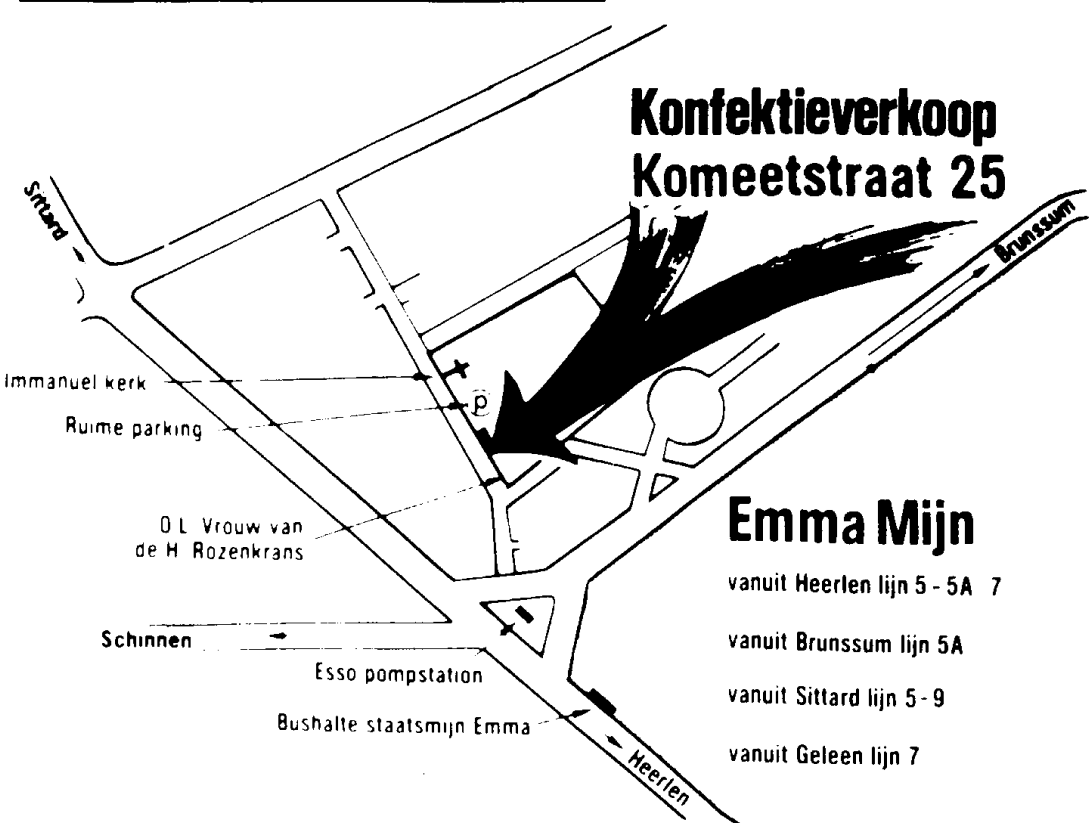 Konfektieverkoop
Komeetstraat 25
Sittard
Brunssum
Immanuel kerk
p
Ruime parking
O.L. Vrouw van
de H. Rozenkrans
Emma Mijn
vanuit Heerlen lijn 5 - 5A 7
vanuit Brunssum lijn 5A
vanuit Sittard lijn 5 - 9
vanuit Geleen lijn 7
Schinnen
Esso pompstation
Bushalte staatsmijn Emma
Heerlen